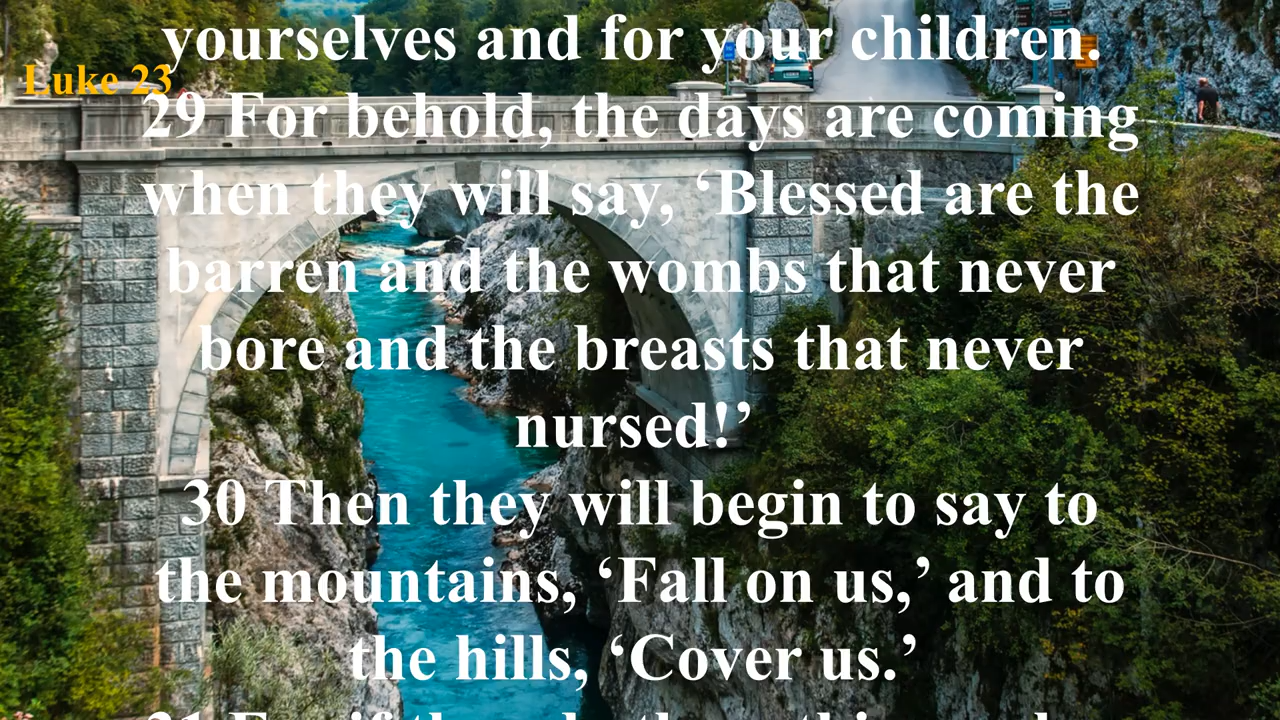 yourselves and for your children.
Luke 23
29 For behold, the days are coming
when they will say, ‘Blessed are the
barren and the wombs that never
bore and the breasts that never
nursed!’
30 Then they will begin to say to
the mountains, ‘Fall on us,’ and to
the hills, ‘Cover us.’